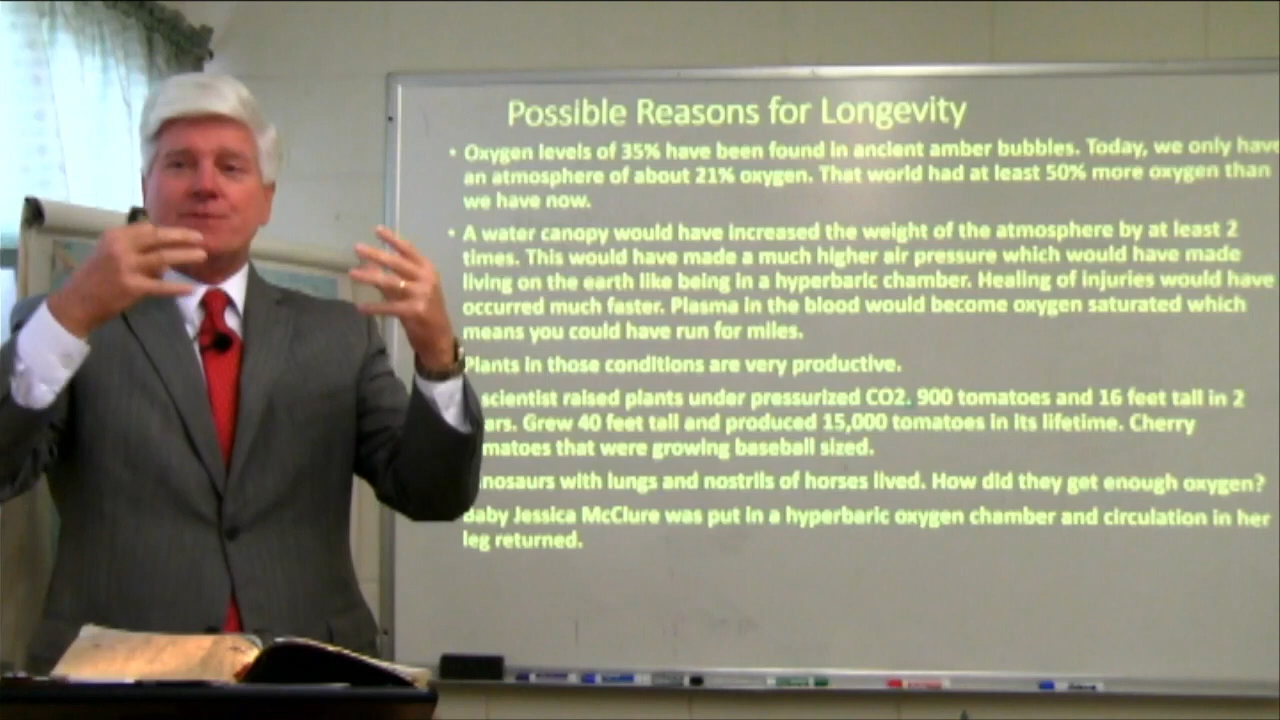 Possible Reasons for Longevity
• Oxygen levels of 35% have been found in ancient amber bubbles. Today, we only have
an atmosphere of about 21% oxygen. That world had at least 50% more oxygen than
we have now.
• A water canopy would have increased the weight of the atmosphere by at least 2
times. This would have made a much higher air pressure which would have made
living on the earth like being in a hyperbaric chamber. Healing of injuries would have
occurred much faster. Plasma in the blood would become oxygen saturated which
means you could have run for miles.
Plants in those conditions are very productive.
scientist raised plants under pressurized CO2. 900 tomatoes and 16 feet tall in 2
ars. Grew 40 feet tall and produced 15,000 tomatoes in its lifetime. Cherry
matoes that were growing baseball sized.
nosaurs with lungs and nostrils of horses lived. How did they get enough oxygen?
Baby Jessica McClure was put in a hyperbaric oxygen chamber and circulation in her
leg returned.